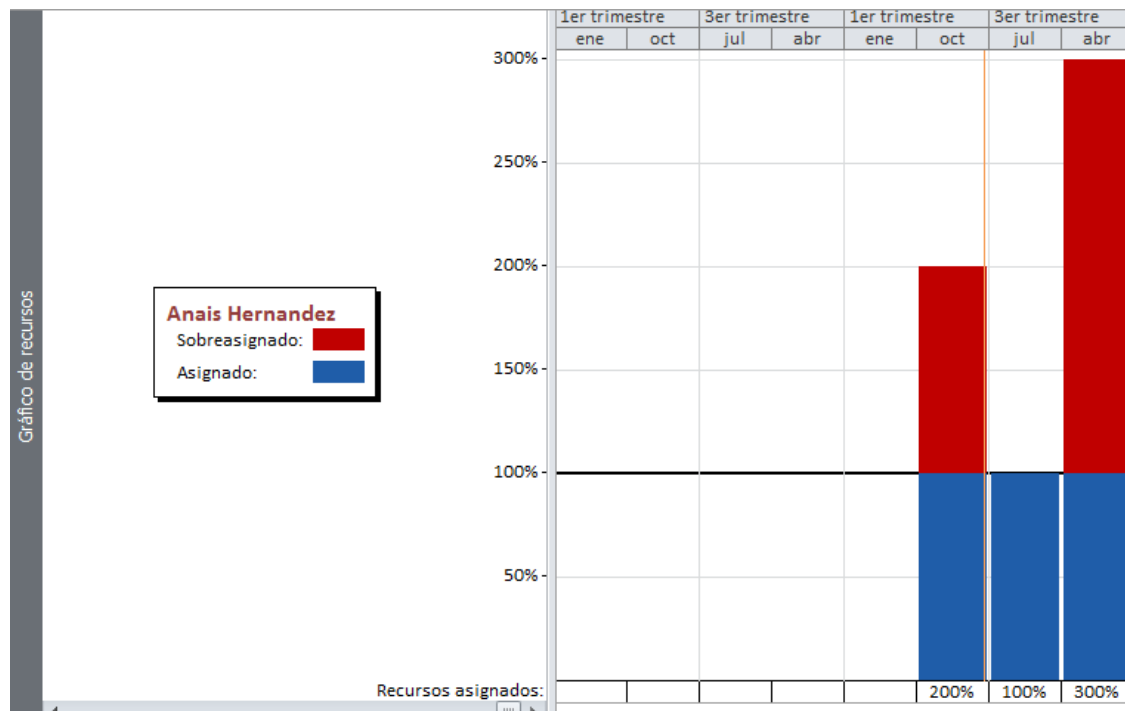 1er trimestre 3er trimestre 1er trimestre 3er trimestre
ene oct jul abr ene oct jul abr
300%
250%
200%
150%
100%
50%
Gráfico de recursos
Anais Hernandez
Sobreasignado:
Asignado:
Recursos asignados: 200% 100% 300%